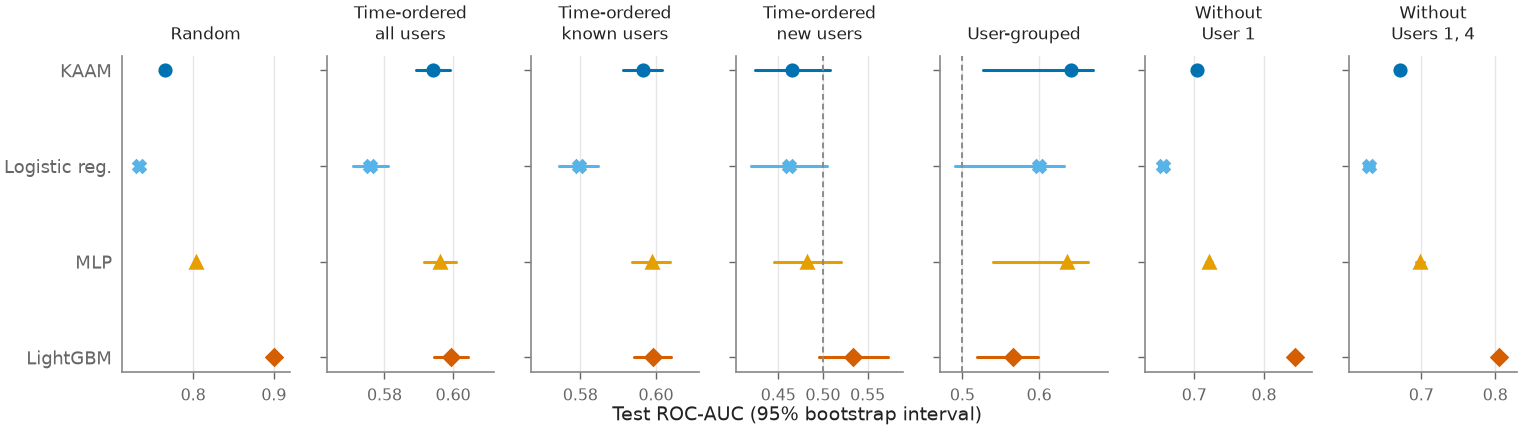 Random
Time-ordered
all users
Time-ordered
known users
Time-ordered
new users
User-grouped
Without
User 1
Without
Users 1, 4
KAAM
Logistic reg.
MLP
LightGBM
0.8 0.9
0.58 0.60
0.58 0.60
0.45 0.50 0.55
0.5 0.6
0.7 0.8
0.7 0.8
Test ROC-AUC (95% bootstrap interval)